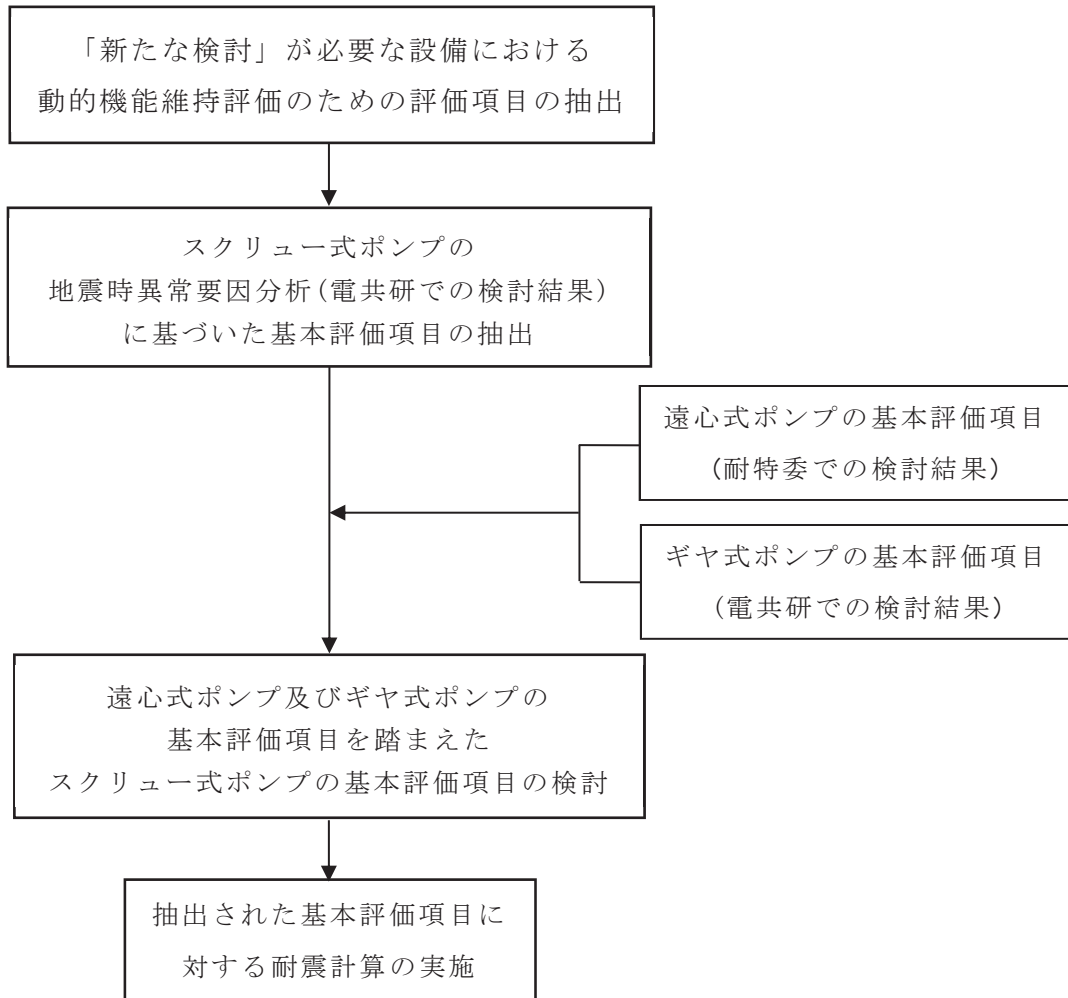 「新たな検討」が必要な設備における
動的機能維持評価のための評価項目の抽出
スクリュー式ポンプの
地震時異常要因分析(電共研での検討結果)
に基づいた基本評価項目の抽出
遠心式ポンプの基本評価項目
(耐特委での検討結果)
ギヤ式ポンプの基本評価項目
(電共研での検討結果)
遠心式ポンプ及びギヤ式ポンプの
基本評価項目を踏まえた
スクリュー式ポンプの基本評価項目の検討
抽出された基本評価項目に
対する耐震計算の実施